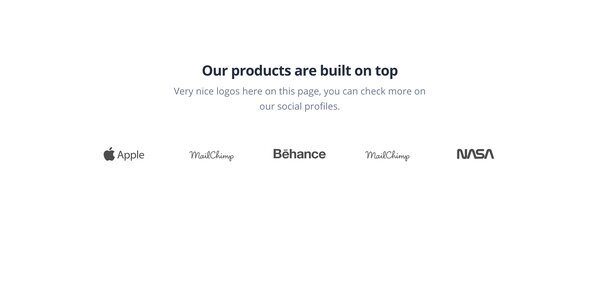 Our products are built on top
Very nice logos here on this page, you can check more on
our social profiles.
Apple MailChimp Bēhance MailChimp NASA